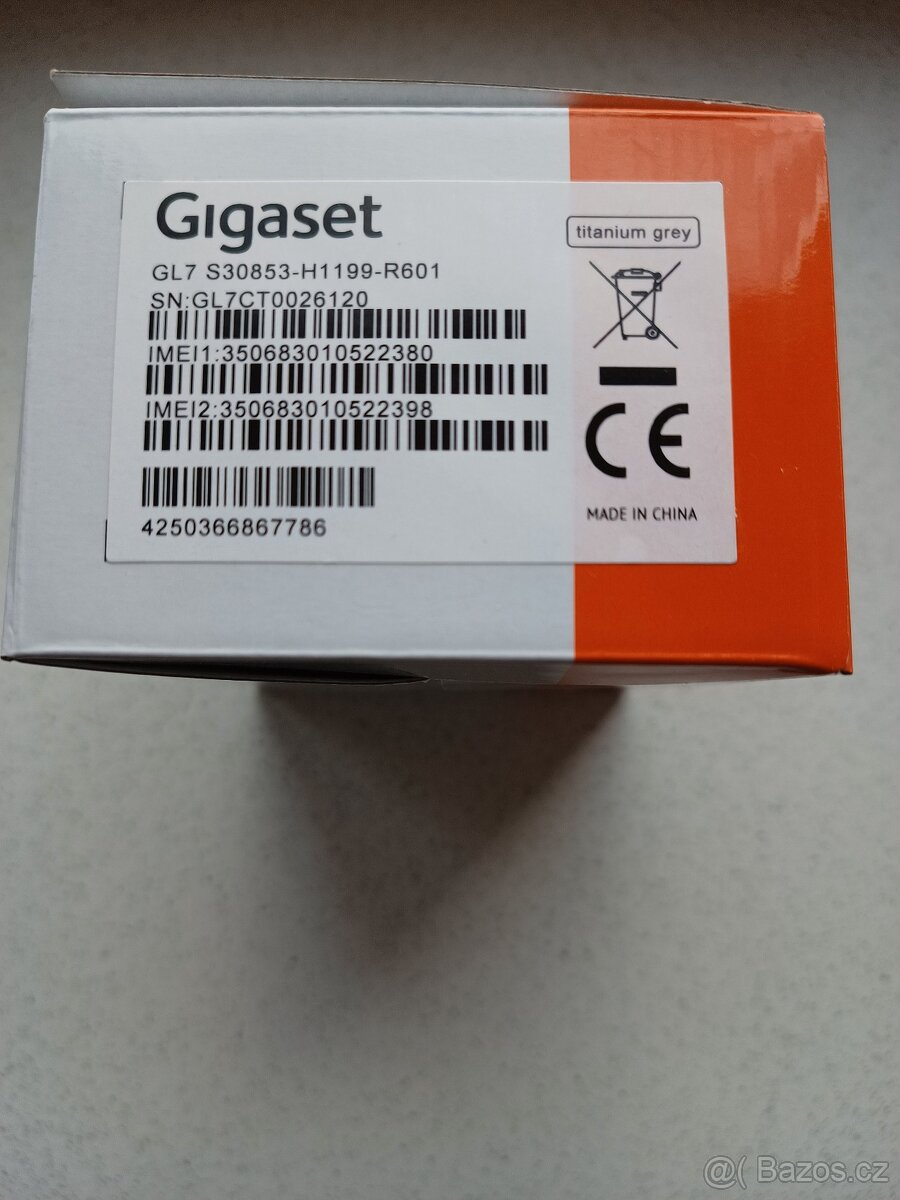 Gigaset
titanium grey
GL7 S30853-H1199-R601
SN:GL7CT0026120
IMEI1:350683010522380
IMEI2:350683010522398
CE
4250366867786
MADE IN CHINA
@( Bazos.cz